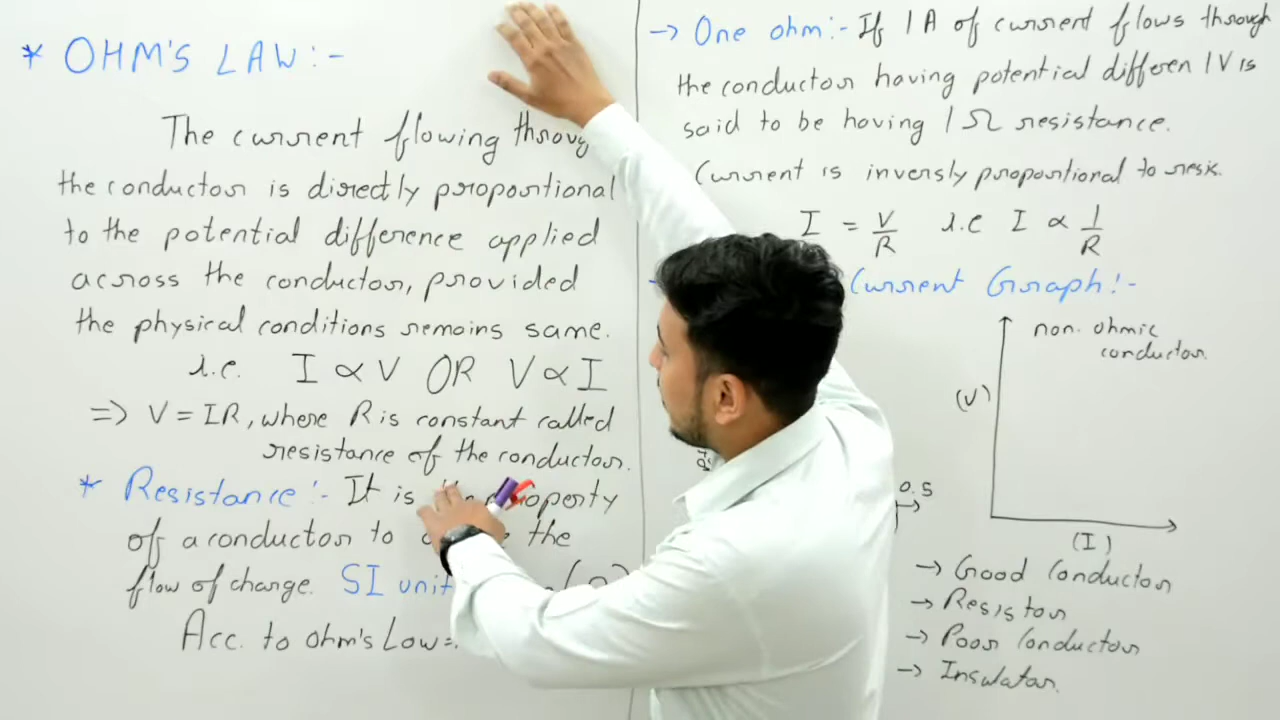 * OHM'S LAW :-
The current flowing throug
the conductor is directly proportional
to the potential difference applied
across the conductor, provided
the physical conditions remains same.
i.e. I ∝ V OR V ∝ I
=> V = IR, where R is constant called
resistance of the conductor.
* Resistance :- It is the property
of a conductor to the
flow of charge. SI unit
Acc. to Ohm's Law =.
-> One ohm :- If 1A of current flows through
the conductor having potential differen 1V is
said to be having 1Ω resistance.
Current is inversly proportional to resis.
I = V/R i.e I ∝ 1/R
Current Graph :-
non. ohmic
conductor.
(V)
0.5
(I)
-> Good Conductor
-> Resistor
-> Poor Conductor
-> Insulator.